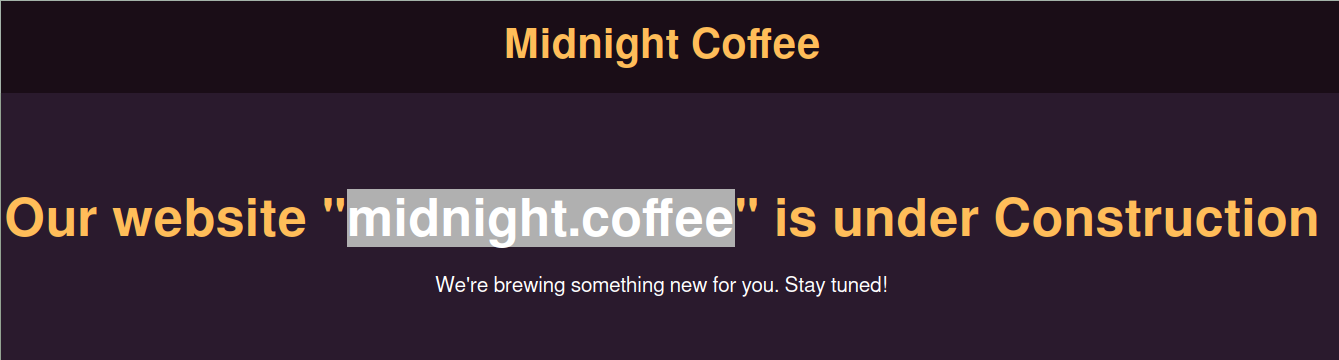 Midnight Coffee
Our website "midnight.coffee" is under Construction
We're brewing something new for you. Stay tuned!